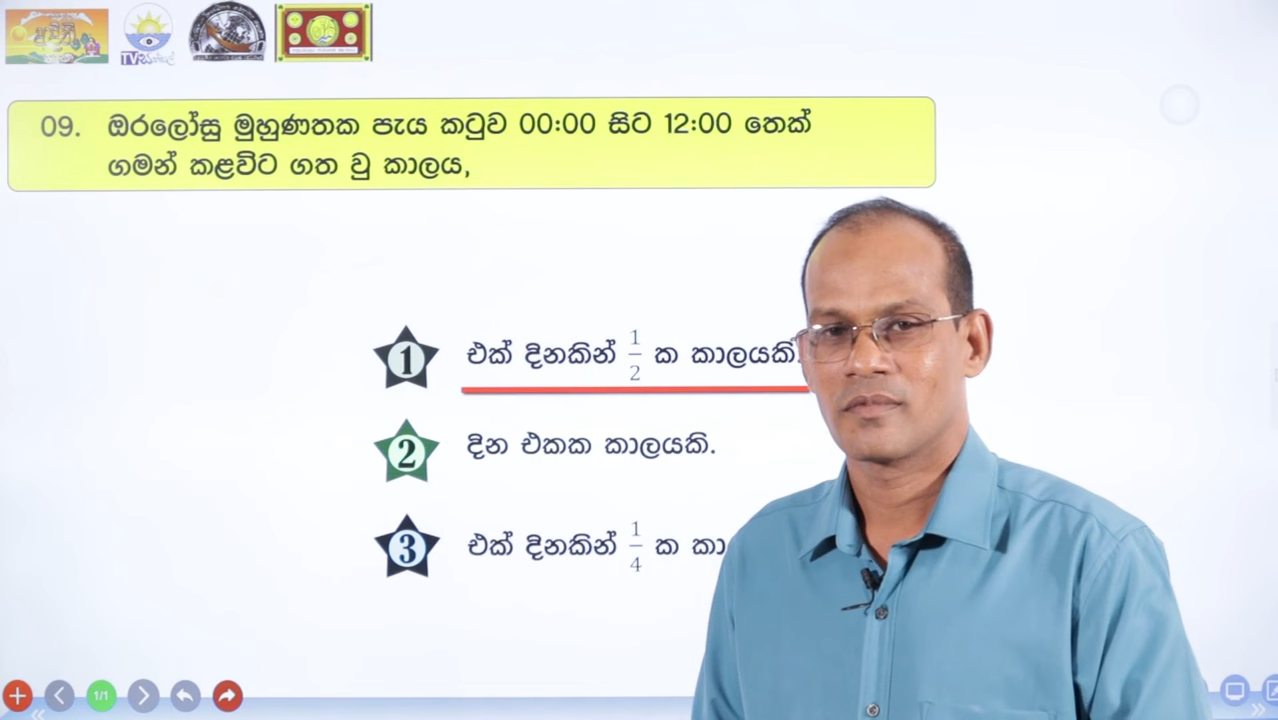 TV
09. ඔරලෝසු මුහුණතක පැය කටුව 00:00 සිට 12:00 තෙක්
ගමන් කළවිට ගත වු කාලය,
1 එක් දිනකින් 1/2 ක කාලයකි.
2 දින එකක කාලයකි.
3 එක් දිනකින් 1/4 ක කා
1/1